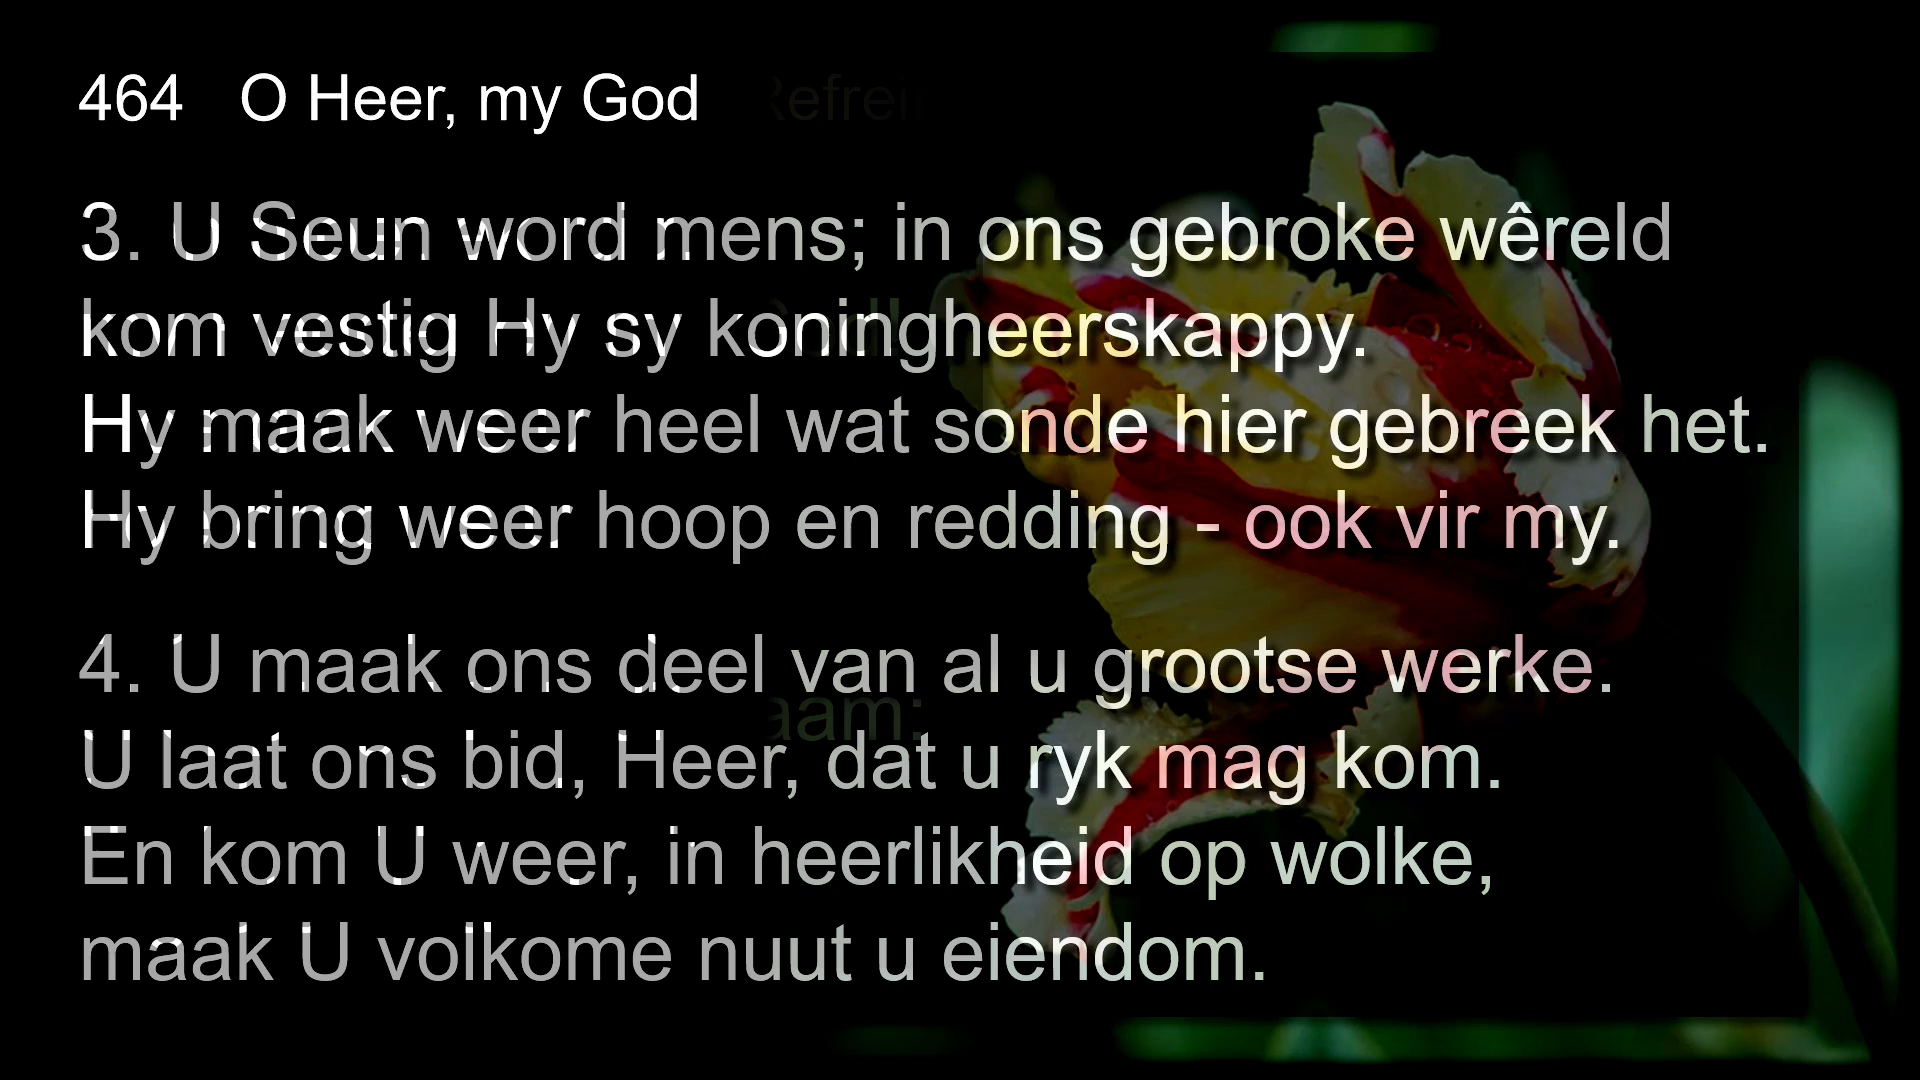 464 O Heer, my God
3. U Seun word mens; in ons gebroke wêreld
kom vestig Hy sy koningheerskappy.
Hy maak weer heel wat sonde hier gebreek het.
Hy bring weer hoop en redding - ook vir my.
4. U maak ons deel van al u grootse werke.
U laat ons bid, Heer, dat u ryk mag kom.
En kom U weer, in heerlikheid op wolke,
maak U volkome nuut u eiendom.